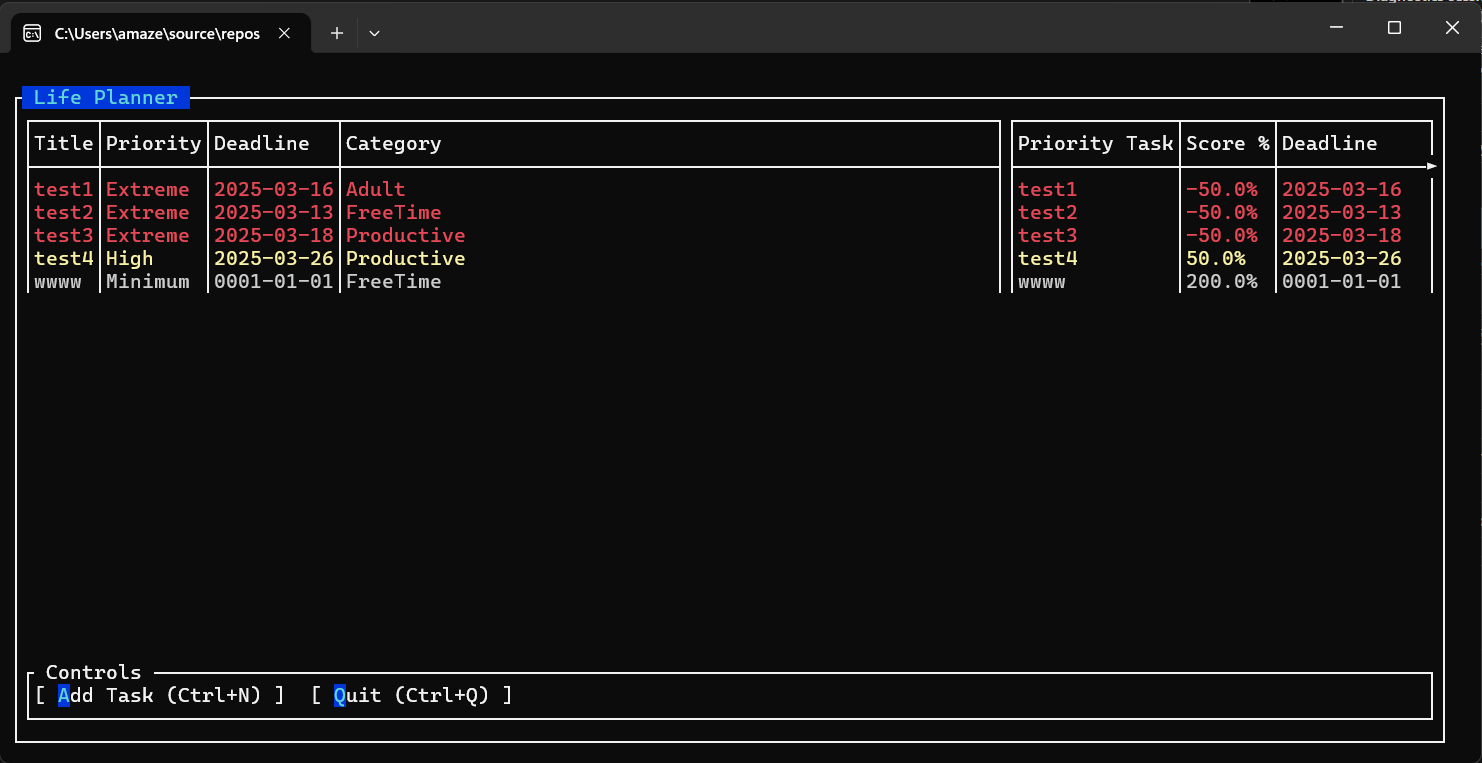 C:\Users\amaze\source\repos
Life Planner
Title Priority Deadline Category Priority Task Score % Deadline
test1 Extreme 2025-03-16 Adult test1 -50.0% 2025-03-16
test2 Extreme 2025-03-13 FreeTime test2 -50.0% 2025-03-13
test3 Extreme 2025-03-18 Productive test3 -50.0% 2025-03-18
test4 High 2025-03-26 Productive test4 50.0% 2025-03-26
wwww Minimum 0001-01-01 FreeTime wwww 200.0% 0001-01-01
Controls
[ Add Task (Ctrl+N) ] [ Quit (Ctrl+Q) ]